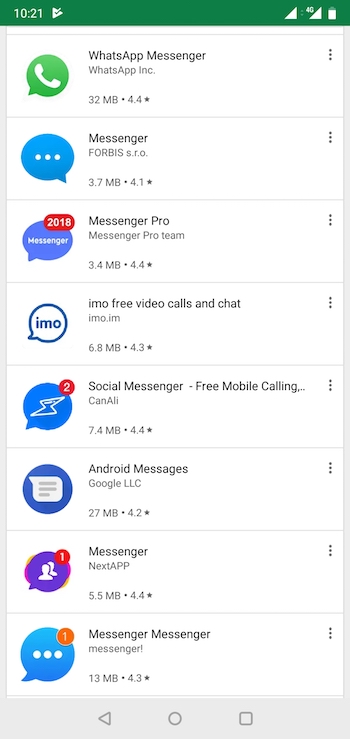 10:21
4G
WhatsApp Messenger
WhatsApp Inc.
32 MB • 4.4 ★
Messenger
FORBIS s.r.o.
3.7 MB • 4.1 ★
2018
Messenger
Messenger Pro
Messenger Pro team
3.4 MB • 4.4 ★
imo
imo free video calls and chat
imo.im
6.8 MB • 4.3 ★
2
Social Messenger - Free Mobile Calling,..
CanAli
7.4 MB • 4.4 ★
Android Messages
Google LLC
27 MB • 4.2 ★
1
Messenger
NextAPP
5.5 MB • 4.4 ★
1
Messenger Messenger
messenger!
13 MB • 4.3 ★